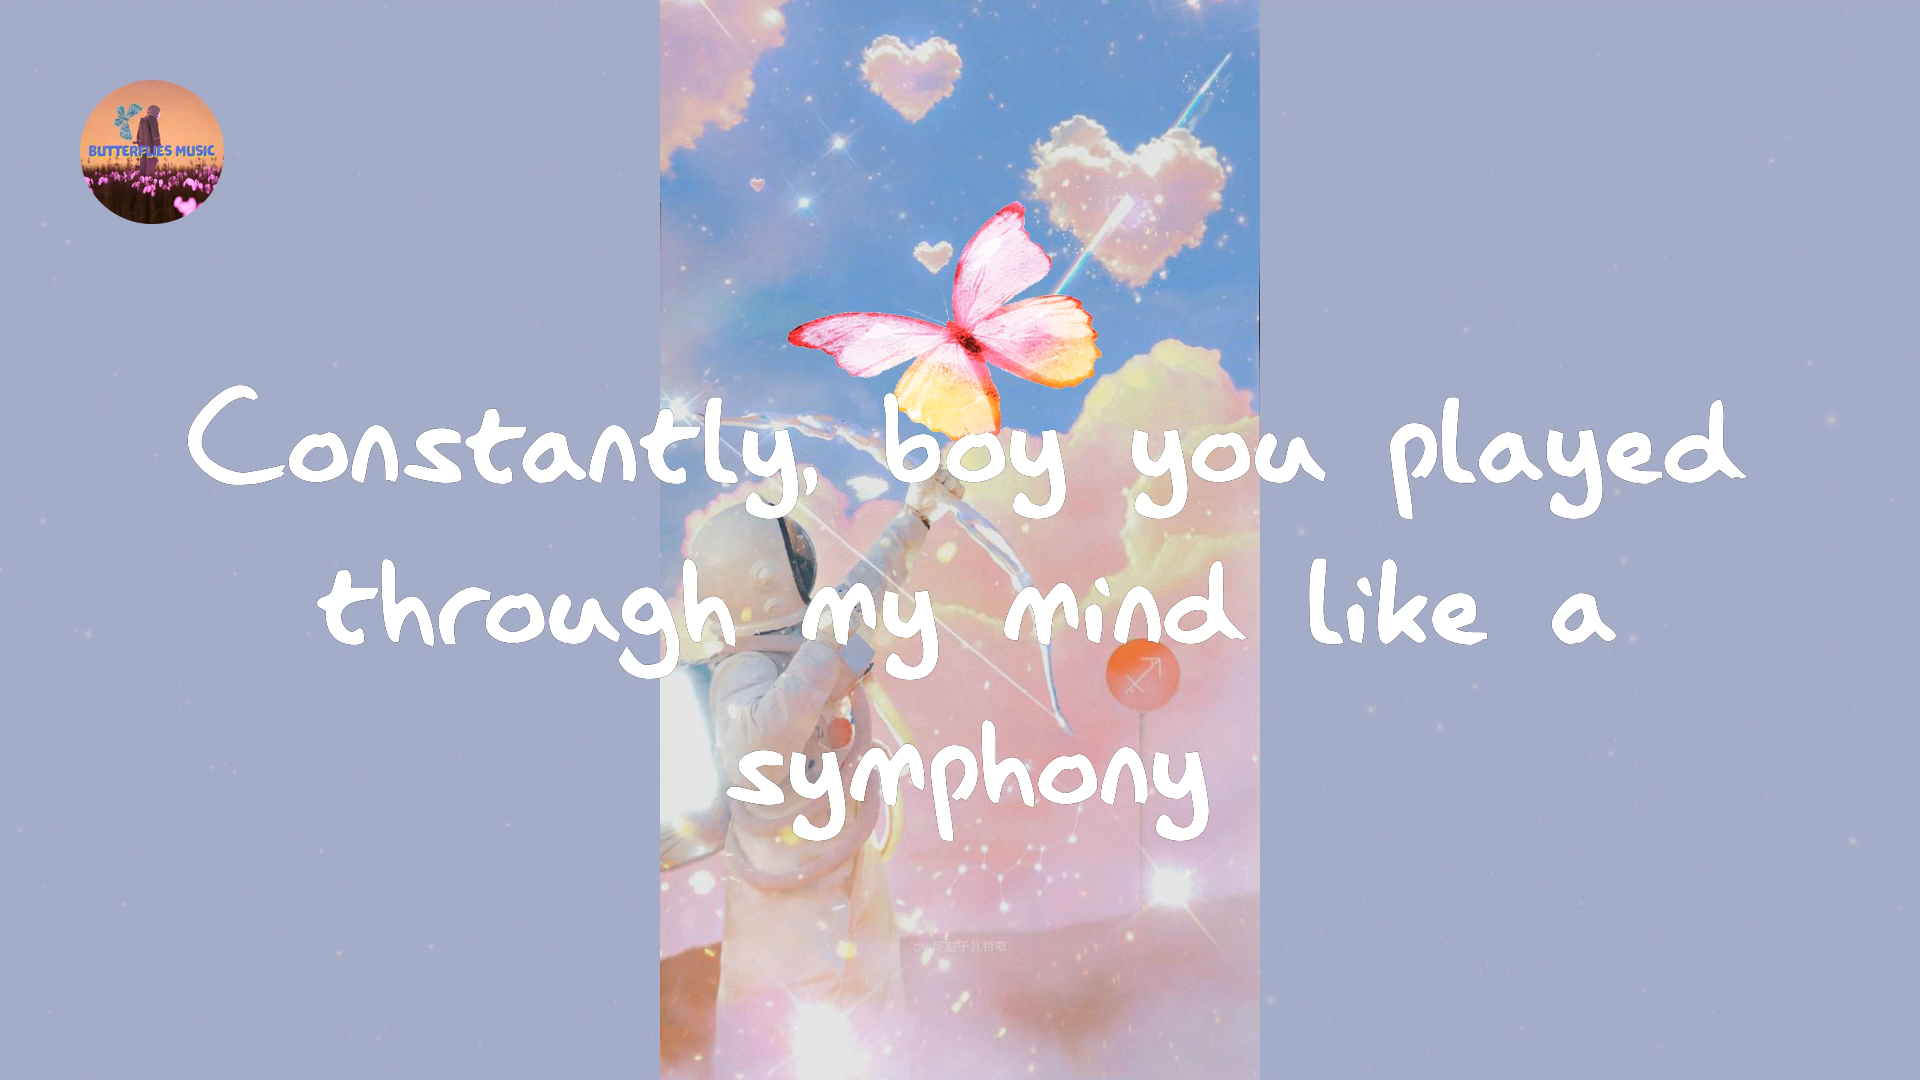 BUTTERFLIES MUSIC
Constantly, boy you played
through my mind like a
symphony